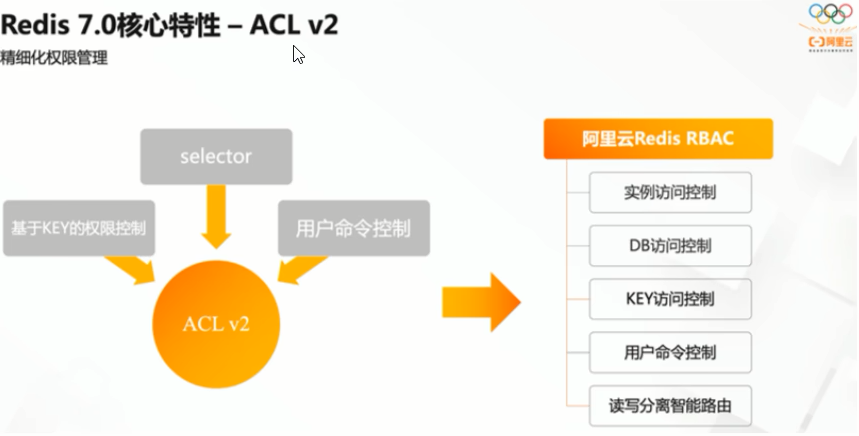 Redis 7.0核心特性 – ACL v2
精细化权限管理
阿里云
selector
基于KEY的权限控制
用户命令控制
ACL v2
阿里云Redis RBAC
实例访问控制
DB访问控制
KEY访问控制
用户命令控制
读写分离智能路由